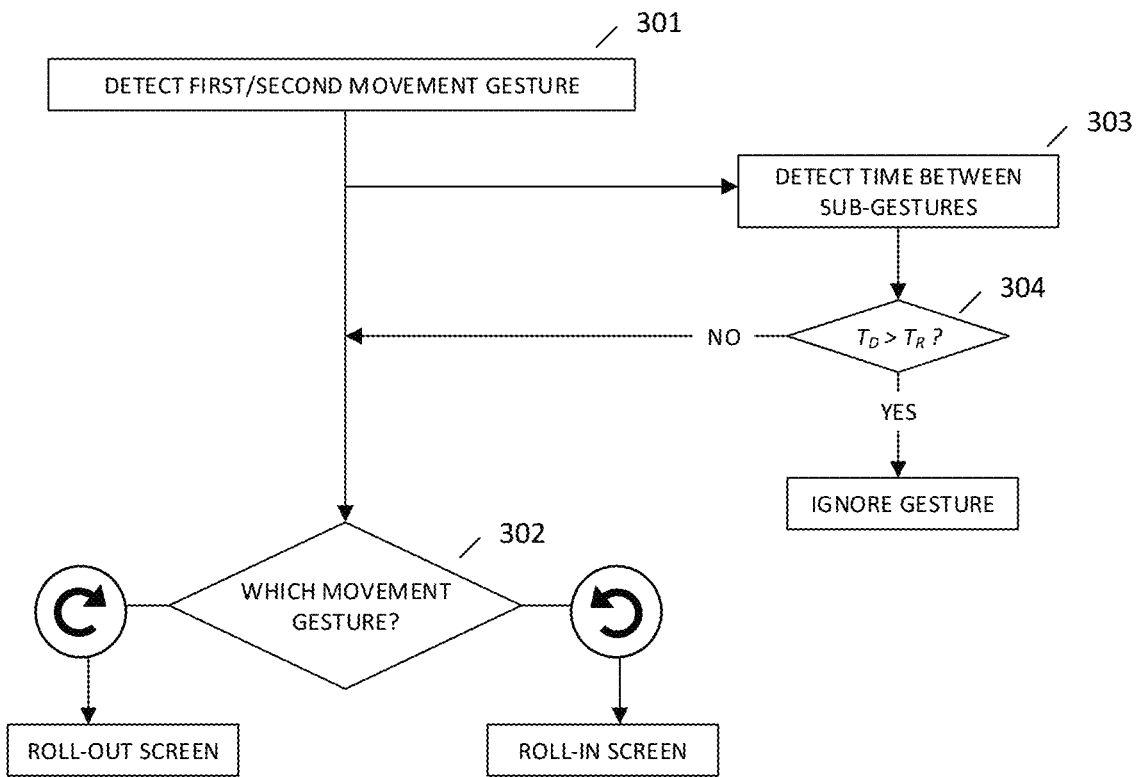 301
DETECT FIRST/SECOND MOVEMENT GESTURE
303
DETECT TIME BETWEEN
SUB-GESTURES
304
T_D > T_R ?
NO
YES
IGNORE GESTURE
302
WHICH MOVEMENT
GESTURE?
ROLL-OUT SCREEN
ROLL-IN SCREEN